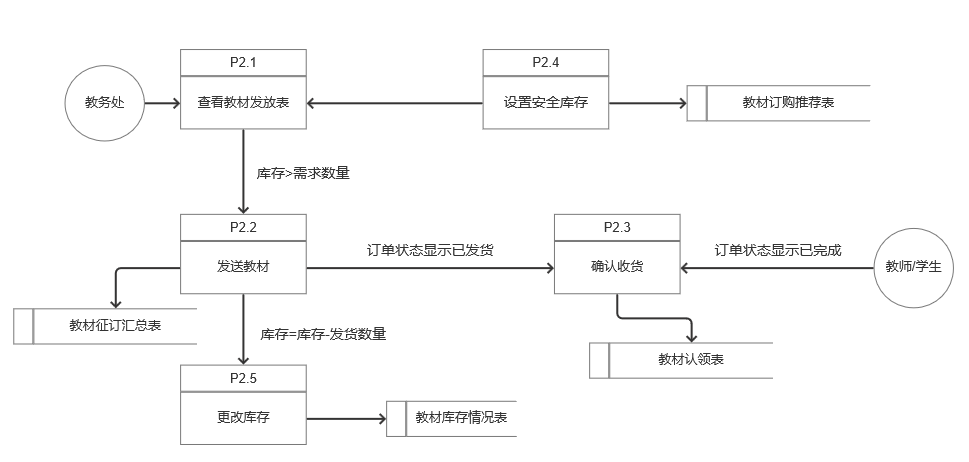 P2.1
P2.4
教务处
查看教材发放表
设置安全库存
教材订购推荐表
库存>需求数量
P2.2
P2.3
订单状态显示已发货
订单状态显示已完成
发送教材
确认收货
教师/学生
教材征订汇总表
库存=库存-发货数量
教材认领表
P2.5
更改库存
教材库存情况表